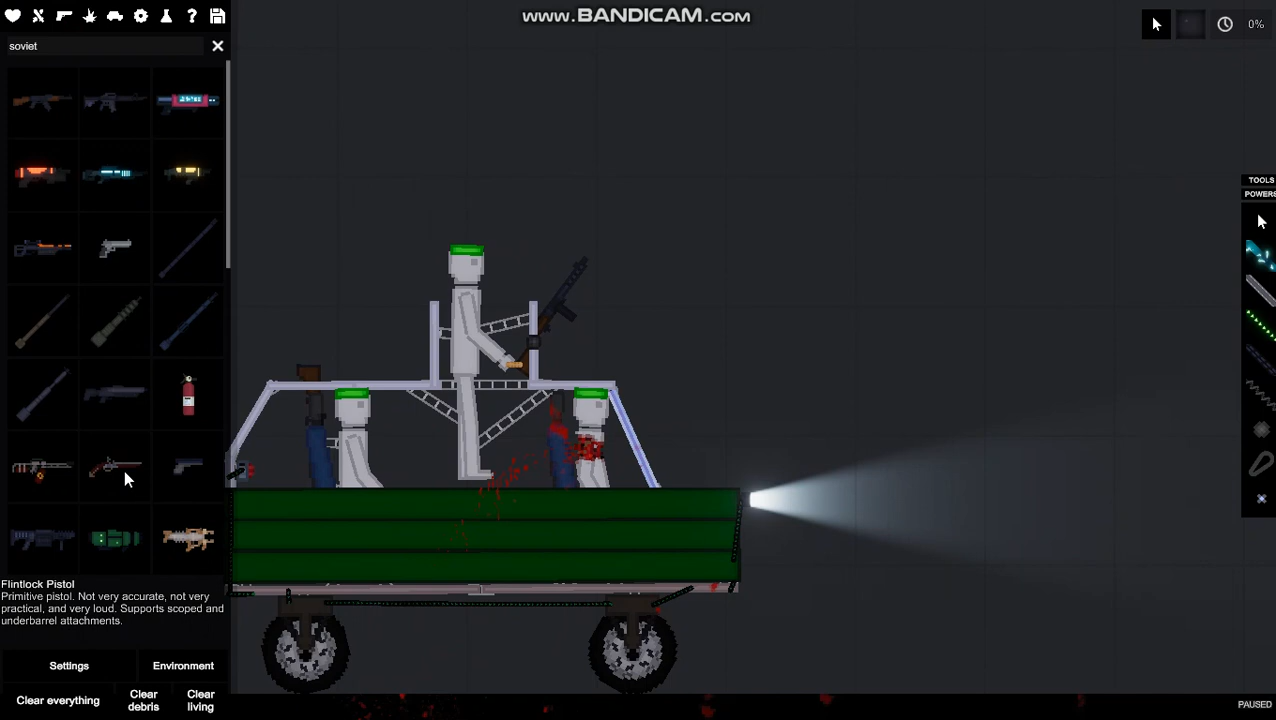 www.BANDICAM.com
soviet
0%
TOOLS
POWERS
Flintlock Pistol
Primitive pistol. Not very accurate, not very
practical, and very loud. Supports scoped and
underbarrel attachments.
Settings
Environment
Clear everything
Clear
debris
Clear
living
PAUSED